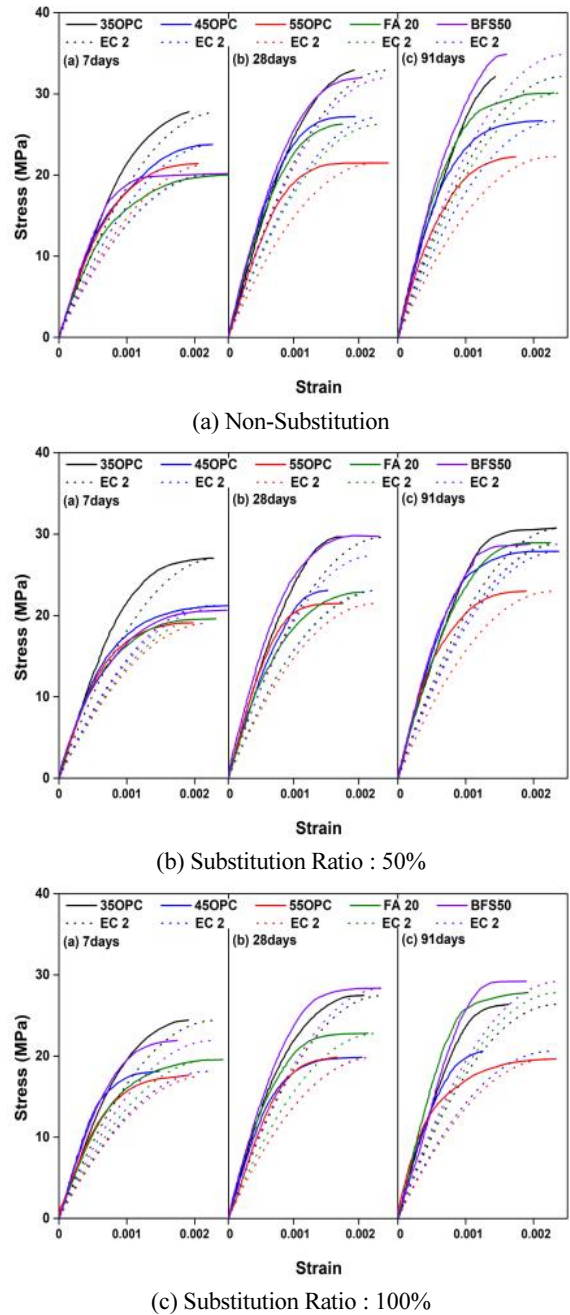 35OPC 45OPC 55OPC FA 20 BFS50
EC 2 EC 2 EC 2 EC 2 EC 2
(a) 7days (b) 28days (c) 91days
40
30
20
10
0
Stress (MPa)
0 0.001 0.002 0 0.001 0.002 0 0.001 0.002
Strain
(a) Non-Substitution
35OPC 45OPC 55OPC FA 20 BFS50
EC 2 EC 2 EC 2 EC 2 EC 2
(a) 7days (b) 28days (c) 91days
40
30
20
10
0
Stress (MPa)
0 0.001 0.002 0 0.001 0.002 0 0.001 0.002
Strain
(b) Substitution Ratio : 50%
35OPC 45OPC 55OPC FA 20 BFS50
EC 2 EC 2 EC 2 EC 2 EC 2
(a) 7days (b) 28days (c) 91days
40
30
20
10
0
Stress (MPa)
0 0.001 0.002 0 0.001 0.002 0 0.001 0.002
Strain
(c) Substitution Ratio : 100%